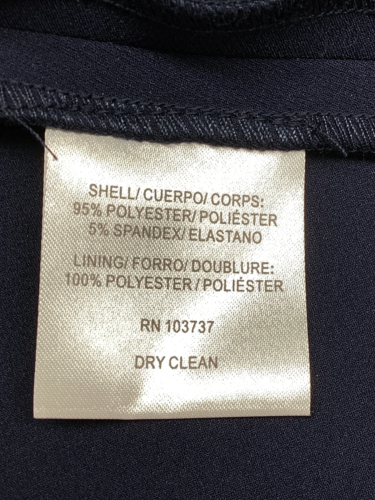 SHELL/ CUERPO/ CORPS:
95% POLYESTER/ POLIÉSTER
5% SPANDEX/ ELASTANO
LINING/ FORRO/ DOUBLURE:
100% POLYESTER / POLIÉSTER
RN 103737
DRY CLEAN